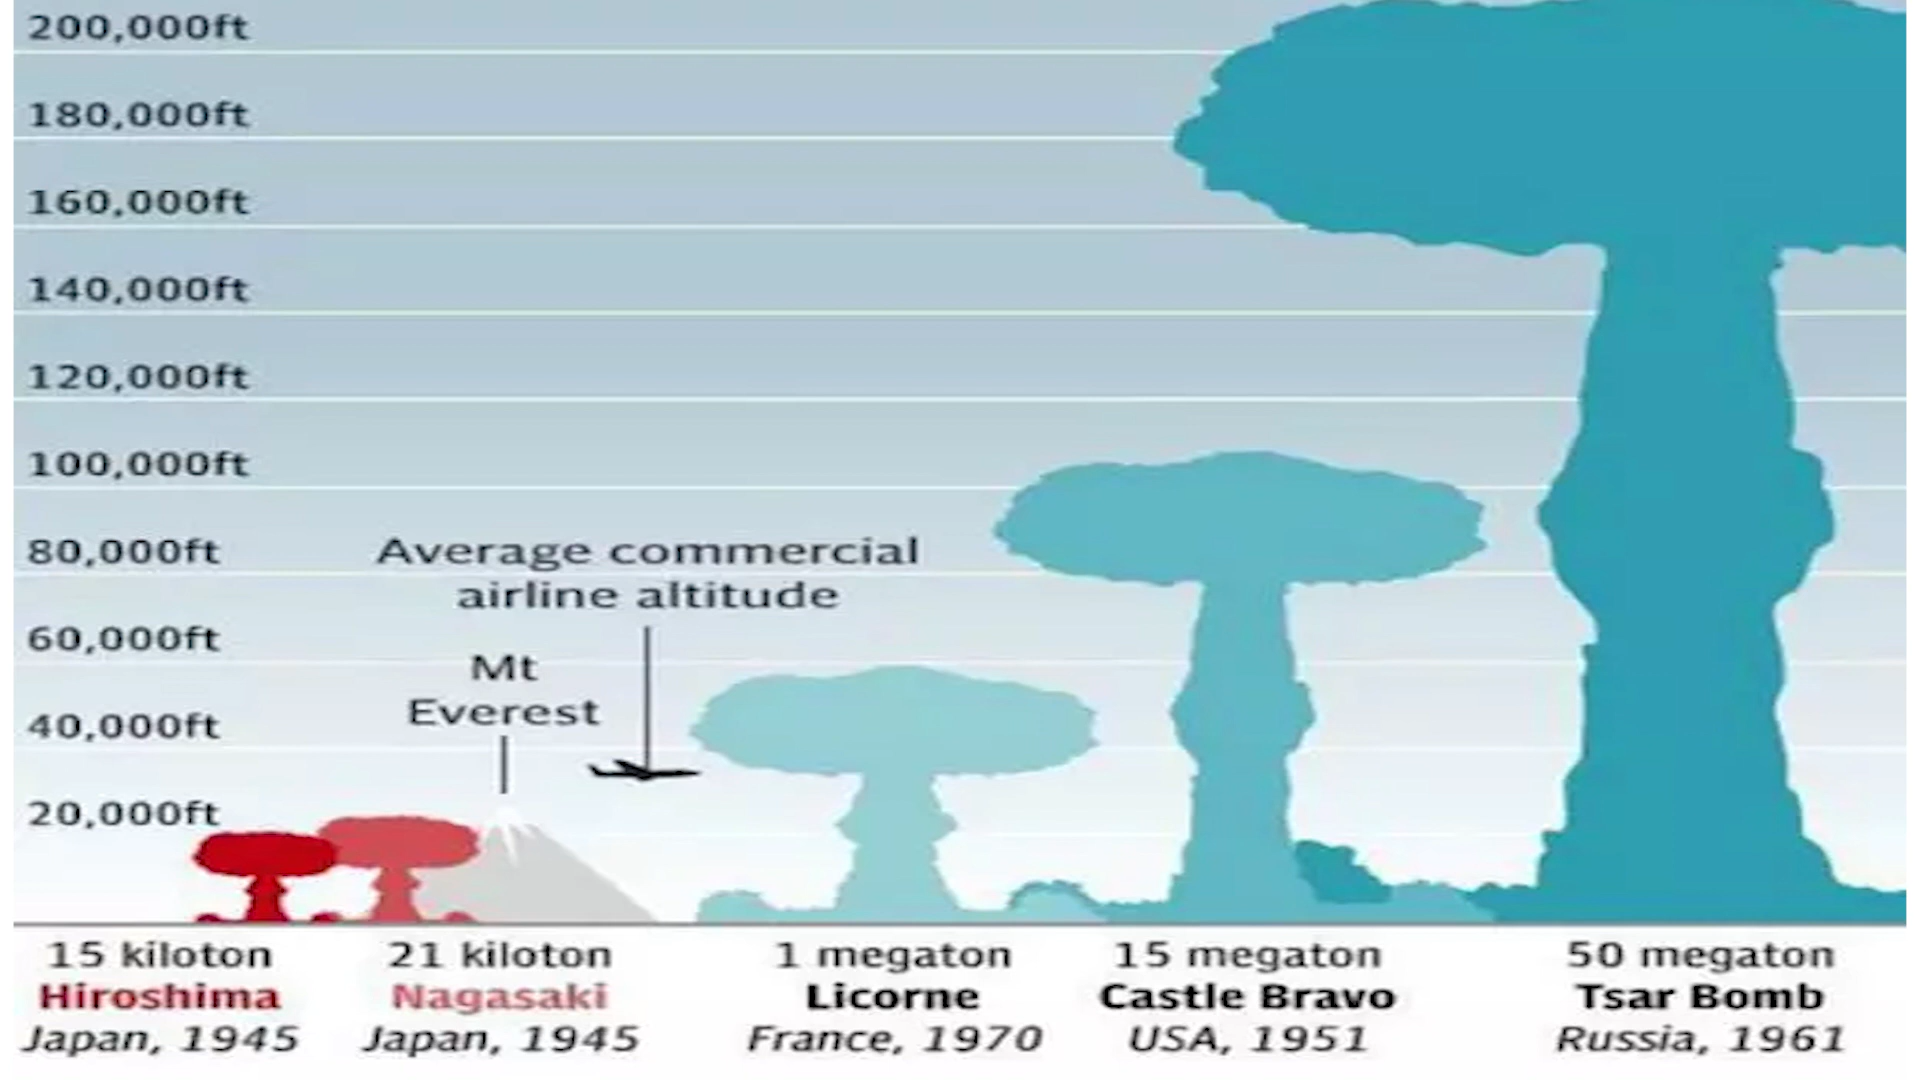 200,000ft
180,000ft
160,000ft
140,000ft
120,000ft
100,000ft
80,000ft
60,000ft
40,000ft
20,000ft
Average commercial
airline altitude
Mt
Everest
15 kiloton
Hiroshima
Japan, 1945
21 kiloton
Nagasaki
Japan, 1945
1 megaton
Licorne
France, 1970
15 megaton
Castle Bravo
USA, 1951
50 megaton
Tsar Bomb
Russia, 1961